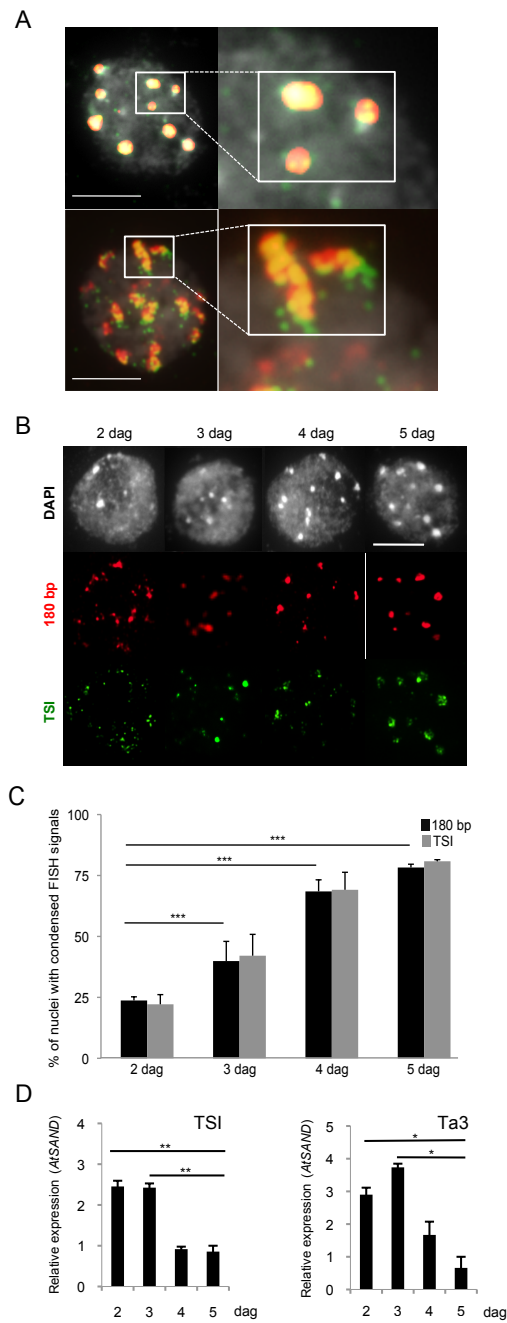 A
B
2 dag 3 dag 4 dag 5 dag
DAPI
180 bp
TSI
C
% of nuclei with condensed FISH signals
100
75
50
25
0
180 bp
TSI
***
***
***
2 dag 3 dag 4 dag 5 dag
D
TSI
Relative expression (AtSAND)
4
3
2
1
0
**
**
2 3 4 5 dag
Ta3
Relative expression (AtSAND)
5
4
3
2
1
0
*
*
2 3 4 5 dag